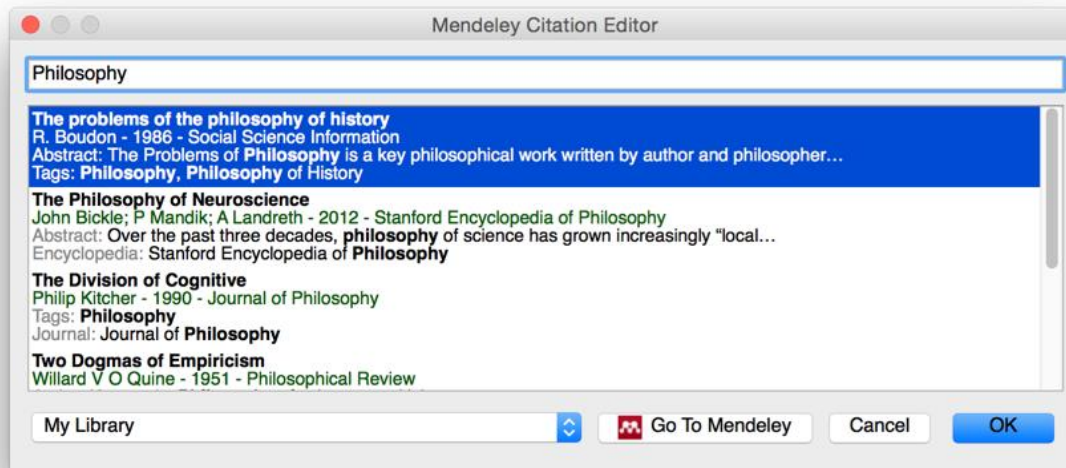 Mendeley Citation Editor
Philosophy
The problems of the philosophy of history
R. Boudon - 1986 - Social Science Information
Abstract: The Problems of Philosophy is a key philosophical work written by author and philosopher…
Tags: Philosophy, Philosophy of History
The Philosophy of Neuroscience
John Bickle; P Mandik; A Landreth - 2012 - Stanford Encyclopedia of Philosophy
Abstract: Over the past three decades, philosophy of science has grown increasingly “local…
Encyclopedia: Stanford Encyclopedia of Philosophy
The Division of Cognitive
Philip Kitcher - 1990 - Journal of Philosophy
Tags: Philosophy
Journal: Journal of Philosophy
Two Dogmas of Empiricism
Willard V O Quine - 1951 - Philosophical Review
My Library Go To Mendeley Cancel OK